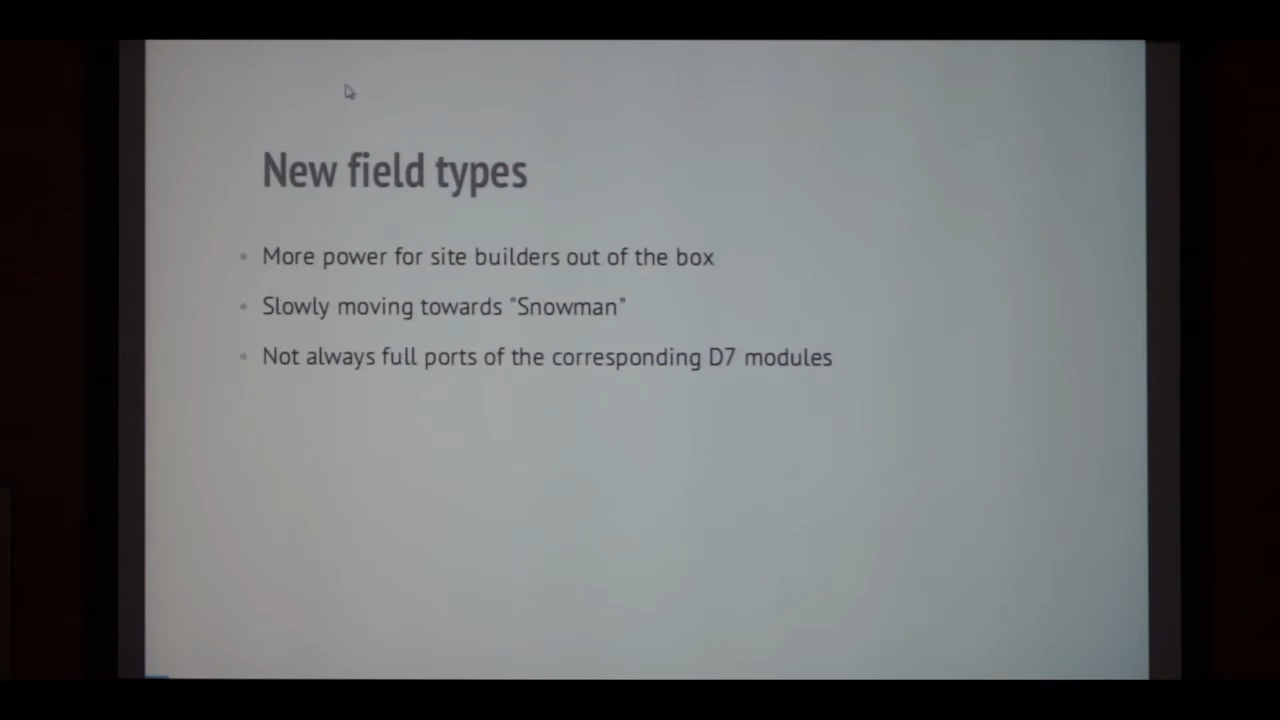 New field types
More power for site builders out of the box
Slowly moving towards "Snowman"
Not always full ports of the corresponding D7 modules